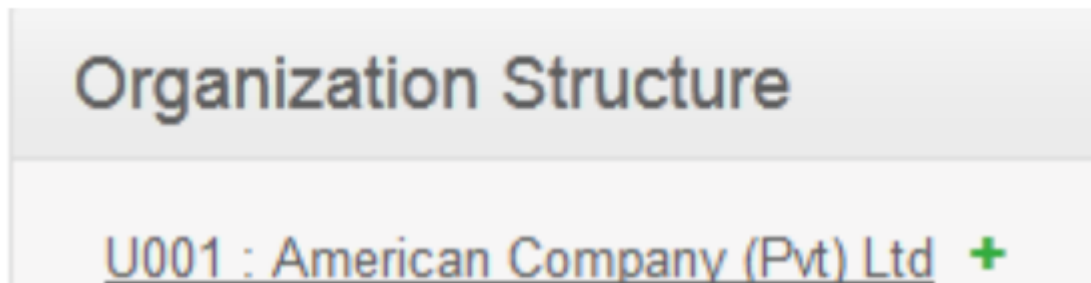 Organization Structure
U001 : American Company (Pvt) Ltd +